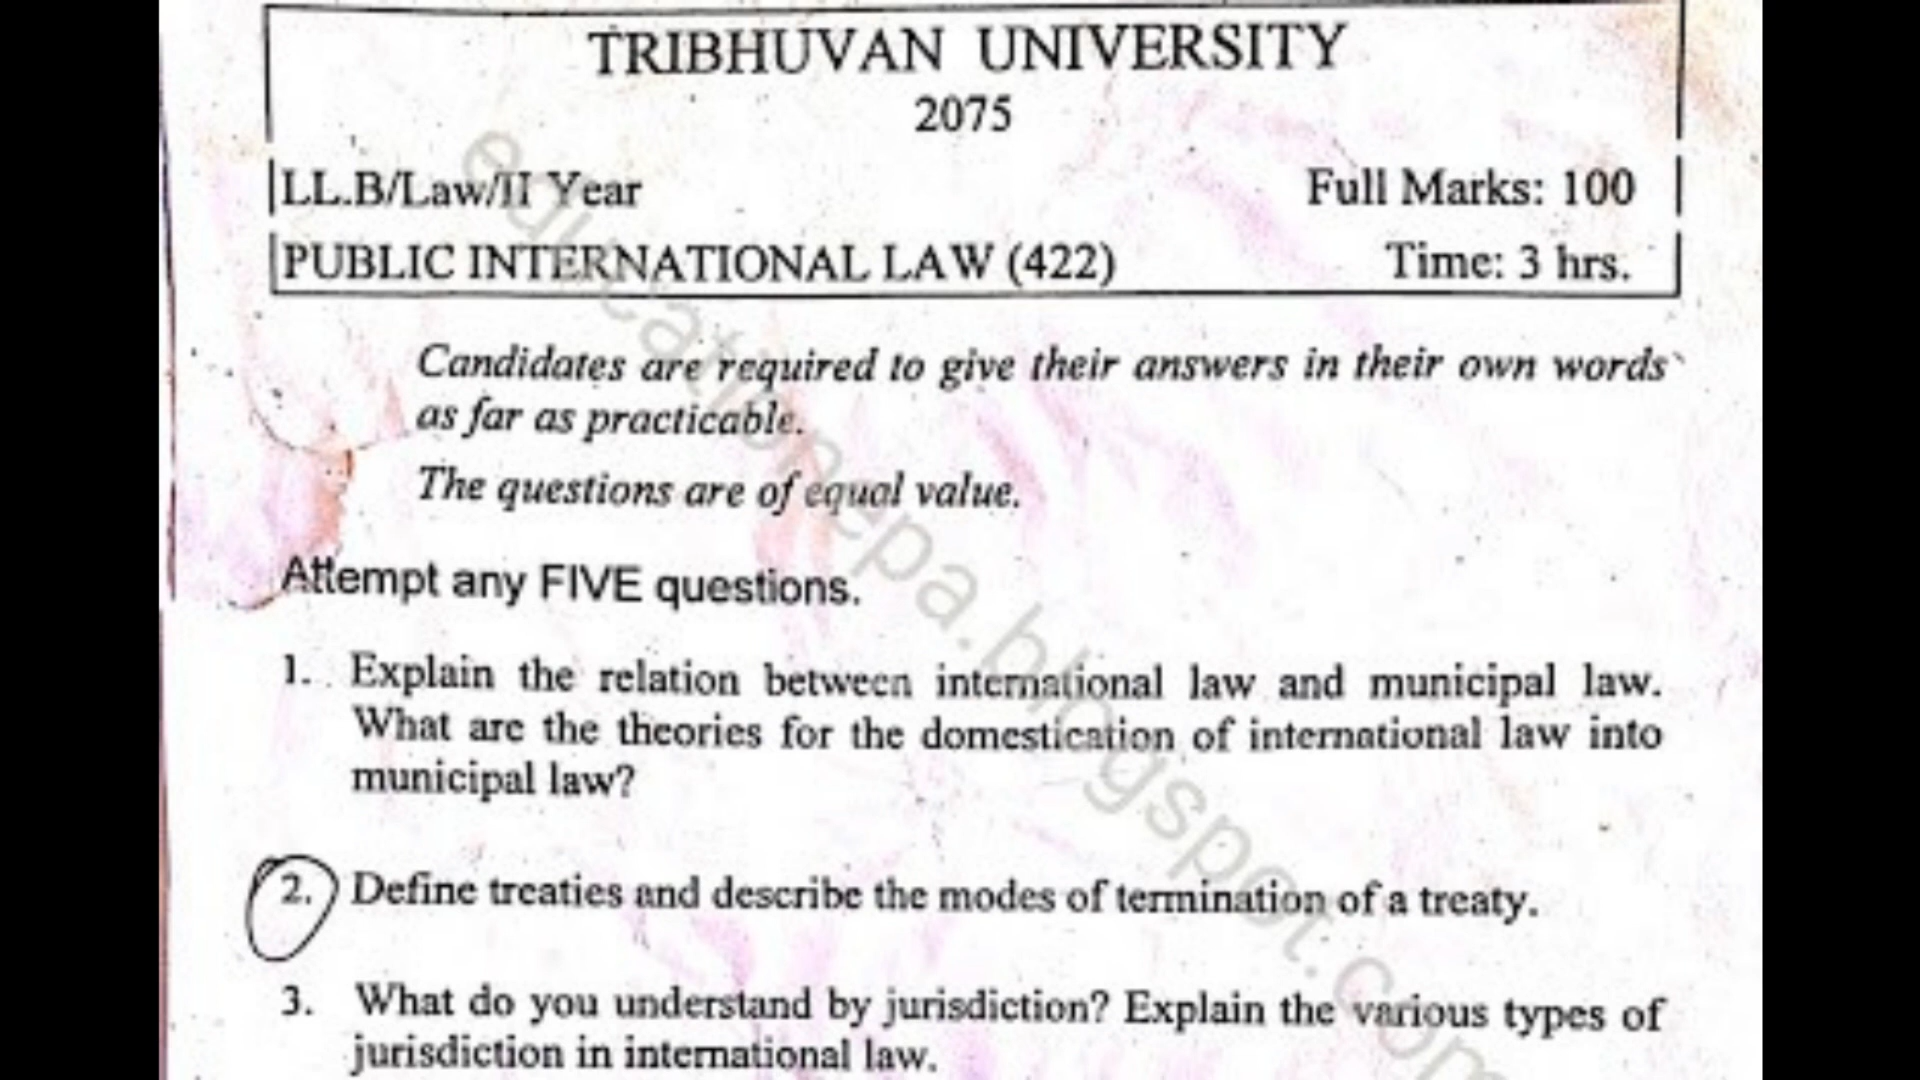 TRIBHUVAN UNIVERSITY
2075
LL.B/Law/II Year Full Marks: 100
PUBLIC INTERNATIONAL LAW (422) Time: 3 hrs.
Candidates are required to give their answers in their own words
as far as practicable.
The questions are of equal value.
Attempt any FIVE questions.
1. Explain the relation between international law and municipal law.
What are the theories for the domestication of international law into
municipal law?
2. Define treaties and describe the modes of termination of a treaty.
3. What do you understand by jurisdiction? Explain the various types of
jurisdiction in international law.
educationepa.blogspot.com